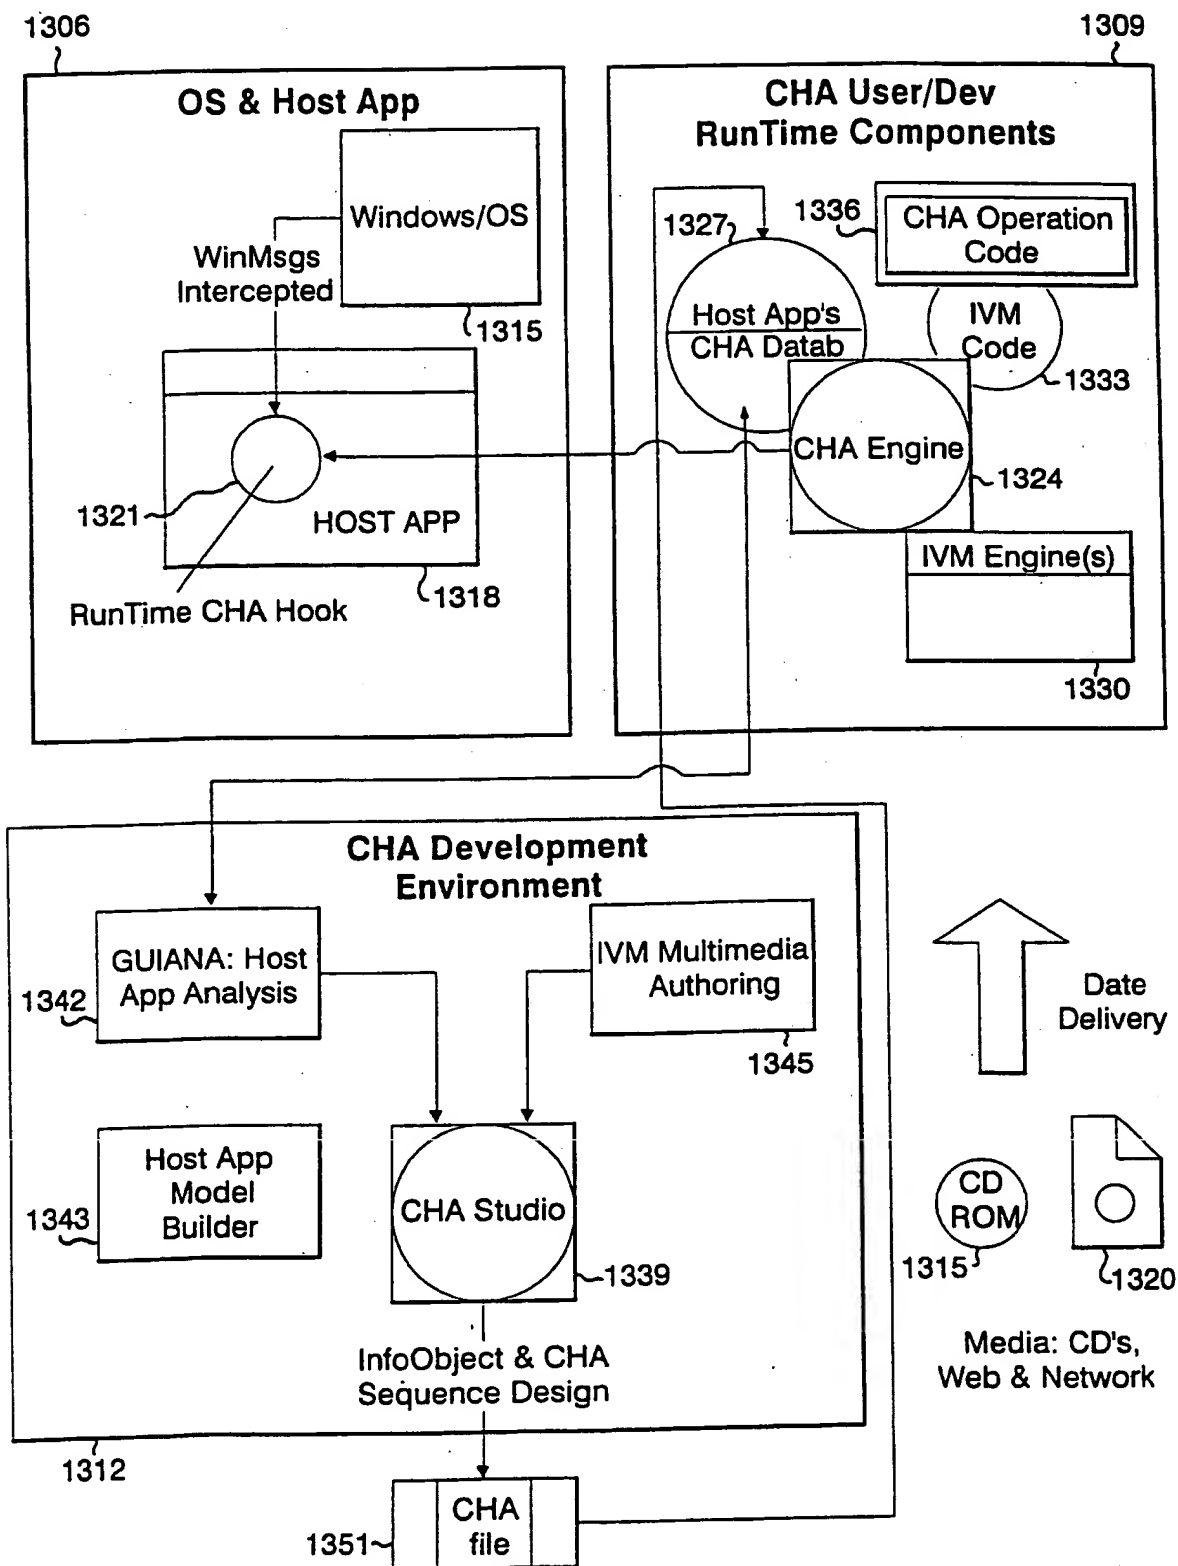 1306
1309
OS & Host App
Windows/OS
WinMsgs
Intercepted
1315
1321
HOST APP
RunTime CHA Hook
1318
CHA User/Dev
RunTime Components
1327
1336
CHA Operation
Code
Host App's
CHA Datab
IVM
Code
1333
CHA Engine
1324
IVM Engine(s)
1330
CHA Development
Environment
GUIANA: Host
App Analysis
1342
IVM Multimedia
Authoring
1345
Host App
Model
Builder
1343
CHA Studio
1339
InfoObject & CHA
Sequence Design
1312
CHA
file
1351
Date
Delivery
CD
ROM
1315
1320
Media: CD's,
Web & Network